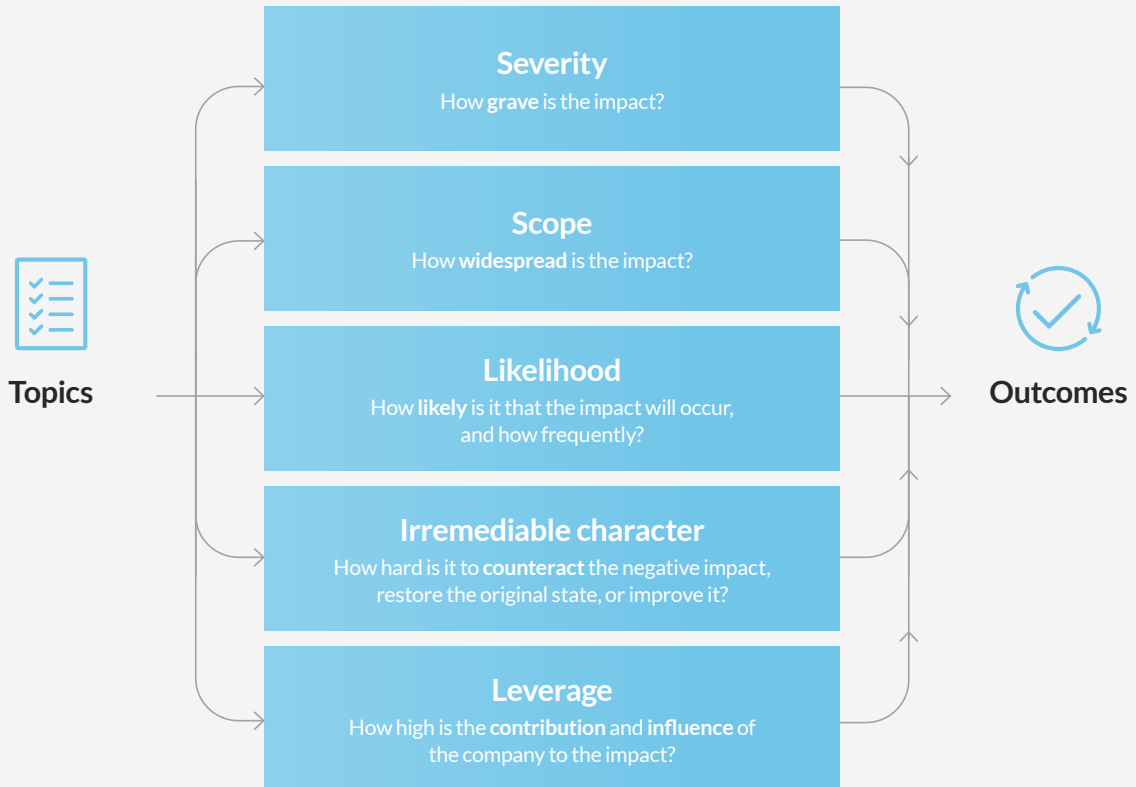 Topics
Severity
How grave is the impact?
Scope
How widespread is the impact?
Likelihood
How likely is it that the impact will occur,
and how frequently?
Irremediable character
How hard is it to counteract the negative impact,
restore the original state, or improve it?
Leverage
How high is the contribution and influence of
the company to the impact?
Outcomes